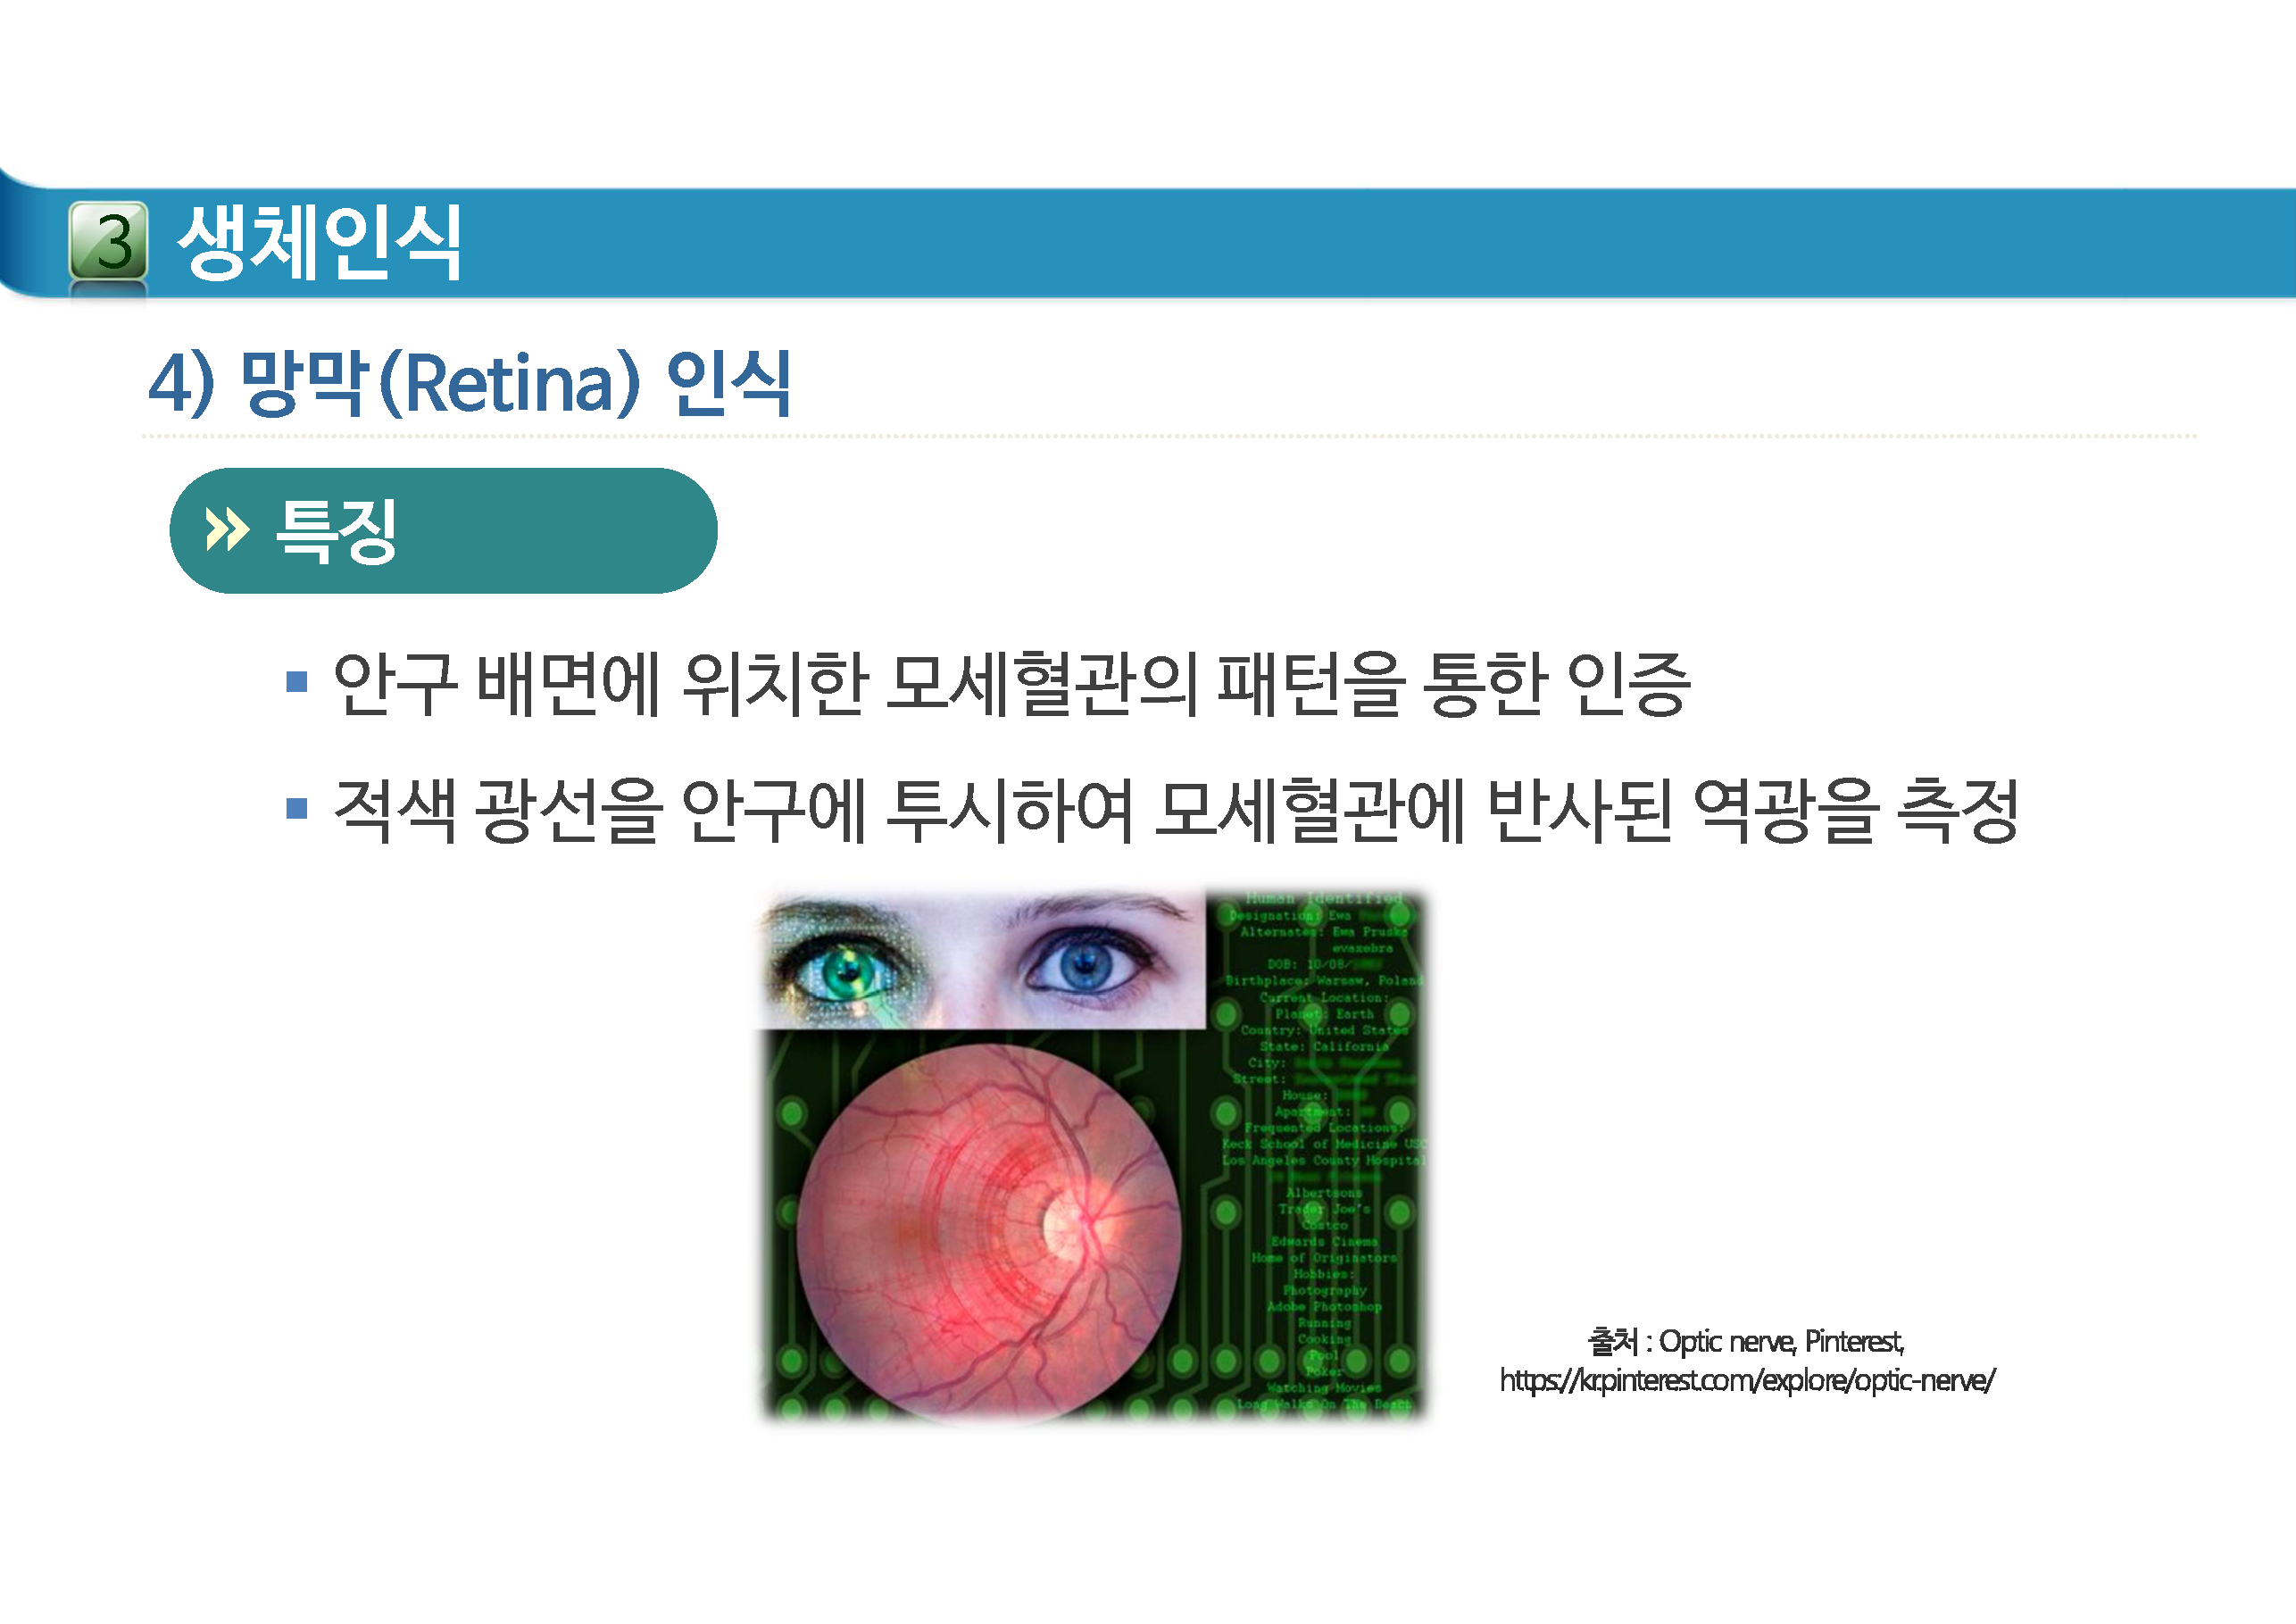 3 생체인식
4) 망막(Retina) 인식
» 특징
▪ 안구 배면에 위치한 모세혈관의 패턴을 통한 인증
▪ 적색 광선을 안구에 투시하여 모세혈관에 반사된 역광을 측정
Human Identified
Designation: Ewa
Alternates: Ewa Pruska
evazebra
DOB: 10/08/
Birthplace: Warsaw, Poland
Current Location:
Planet: Earth
Country: United States
State: California
City:
Street:
House:
Apartment:
Frequented Locations:
Keck School of Medicine USC
Los Angeles County Hospital
Albertsons
Trader Joe's
Costco
Edwards Cinema
Home of Originators
Hobbies:
Photography
Adobe Photoshop
Running
Cooking
Pool
Poker
Watching Movies
Long Walks On The Beach
출처 : Optic nerve, Pinterest,
https://kr.pinterest.com/explore/optic-nerve/